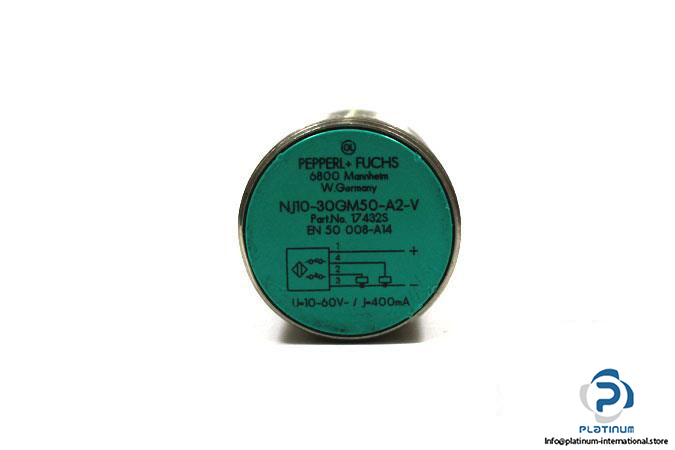 GL
PEPPERL+ FUCHS
6800 Mannheim
W.Germany
NJ10-30GM50-A2-V
Part.No. 17432S
EN 50 008-A14
1
+
4
2
3
-
U=10-60V- / J=400mA
P
PLATINUM
Info@platinum-international.store